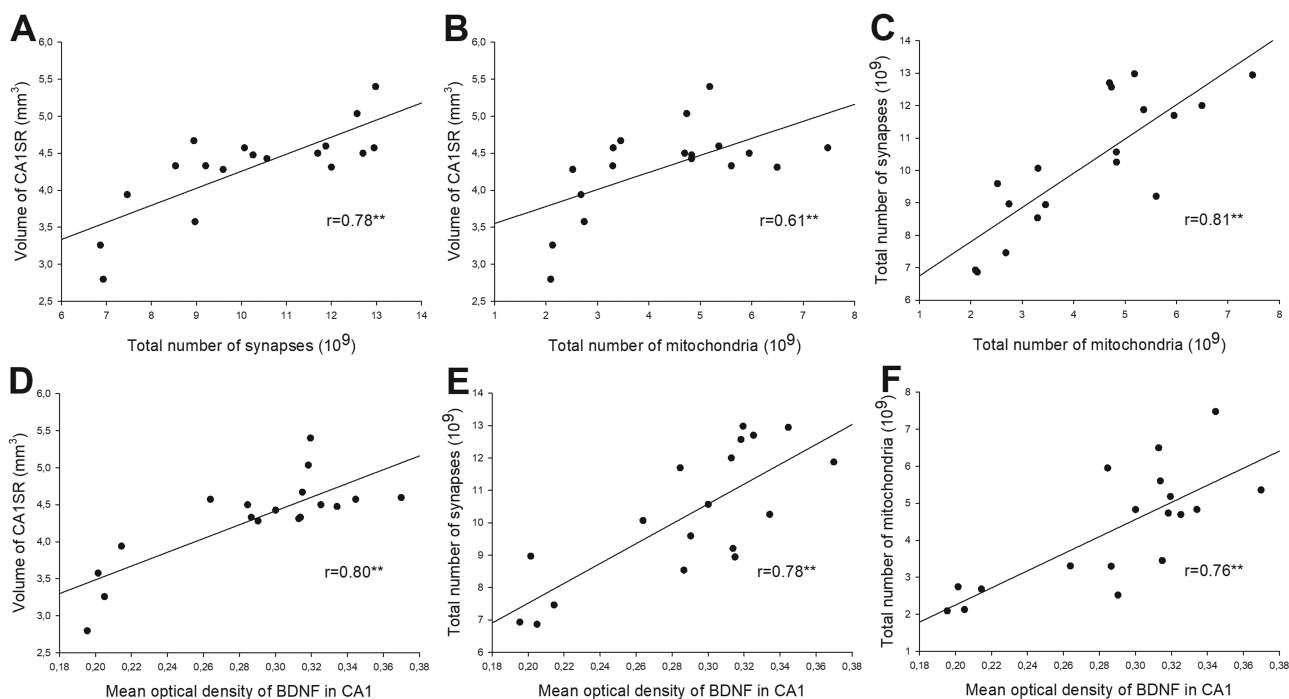 A
Volume of CA1SR (mm3)
6,0
5,5
5,0
4,5
4,0
3,5
3,0
2,5
r=0.78**
6 7 8 9 10 11 12 13 14
Total number of synapses (10^9)
B
Volume of CA1SR (mm3)
6,0
5,5
5,0
4,5
4,0
3,5
3,0
2,5
r=0.61**
1 2 3 4 5 6 7 8
Total number of mitochondria (10^9)
C
Total number of synapses (10^9)
14
13
12
11
10
9
8
7
6
r=0.81**
1 2 3 4 5 6 7 8
Total number of mitochondria (10^9)
D
Volume of CA1SR (mm3)
6,0
5,5
5,0
4,5
4,0
3,5
3,0
2,5
r=0.80**
0,18 0,20 0,22 0,24 0,26 0,28 0,30 0,32 0,34 0,36 0,38
Mean optical density of BDNF in CA1
E
Total number of synapses (10^9)
14
13
12
11
10
9
8
7
6
r=0.78**
0,18 0,20 0,22 0,24 0,26 0,28 0,30 0,32 0,34 0,36 0,38
Mean optical density of BDNF in CA1
F
Total number of mitochondria (10^9)
8
7
6
5
4
3
2
1
r=0.76**
0,18 0,20 0,22 0,24 0,26 0,28 0,30 0,32 0,34 0,36 0,38
Mean optical density of BDNF in CA1